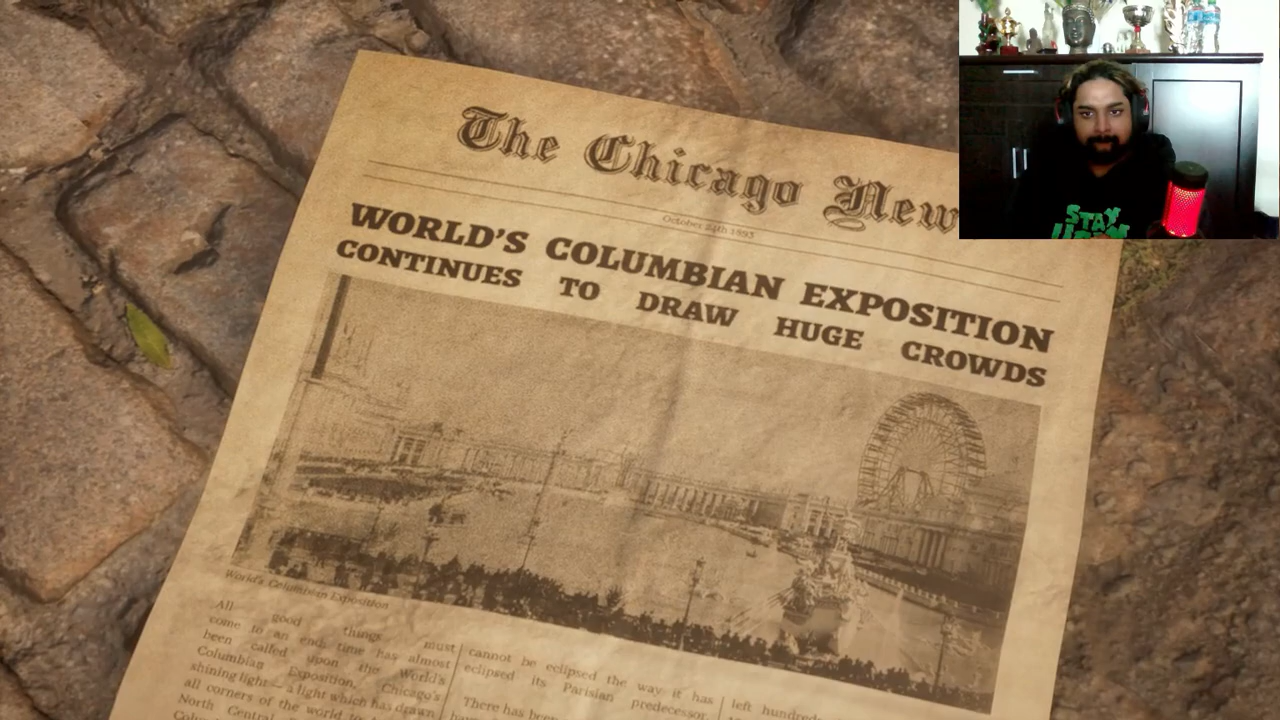 The Chicago New
October 24th 1893
WORLD'S COLUMBIAN EXPOSITION
CONTINUES TO DRAW HUGE CROWDS
World's Columbian Exposition
All good things must
come to an end, time has almost
been called upon the World's
Columbian Exposition, Chicago's
shining light — a light which has drawn
all corners of the world to
North Central
cannot be eclipsed the way it has
eclipsed its Parisian predecessor.
There has been
left hundreds
STAY